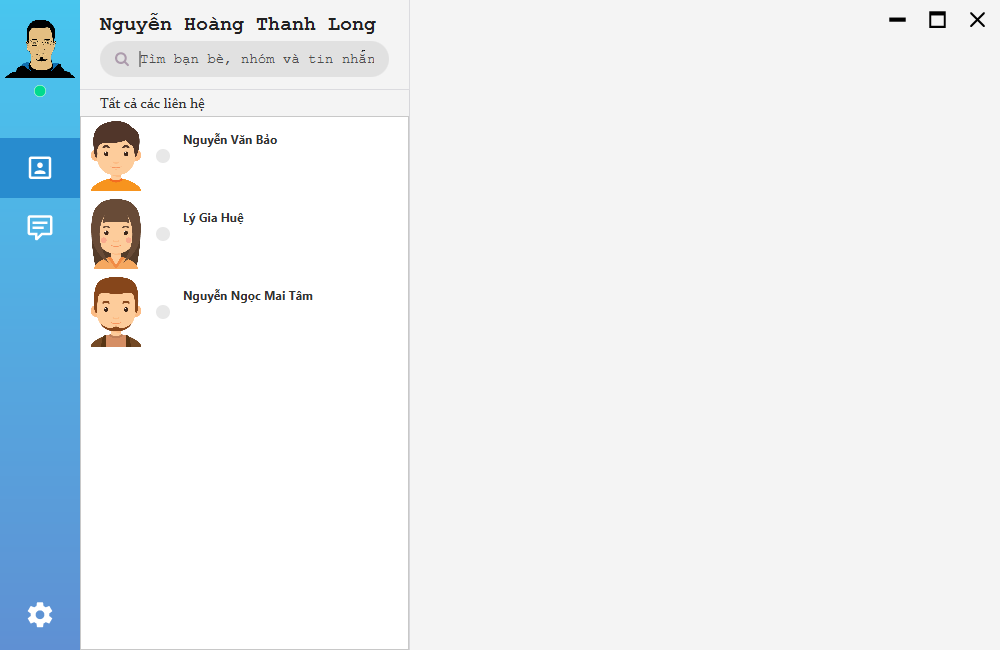 Nguyễn Hoàng Thanh Long
Tìm bạn bè, nhóm và tin nhắn
Tất cả các liên hệ
Nguyễn Văn Bảo
Lý Gia Huệ
Nguyễn Ngọc Mai Tâm